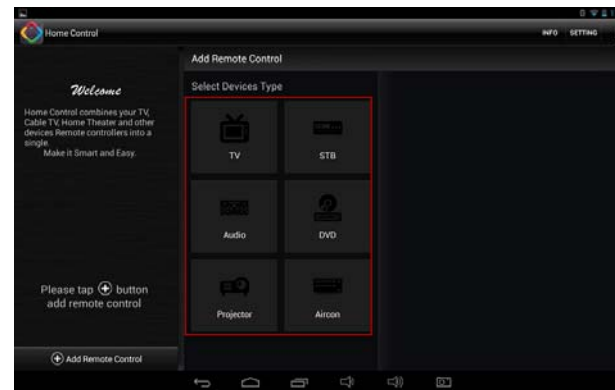 Home Control
INFO SETTING
Add Remote Control
Welcome
Select Devices Type
Home Control combines your TV,
Cable TV, Home Theater and other
devices Remote controllers into a
single.
Make it Smart and Easy.
TV STB
Audio DVD
Please tap + button
add remote control
Projector Aircon
Add Remote Control